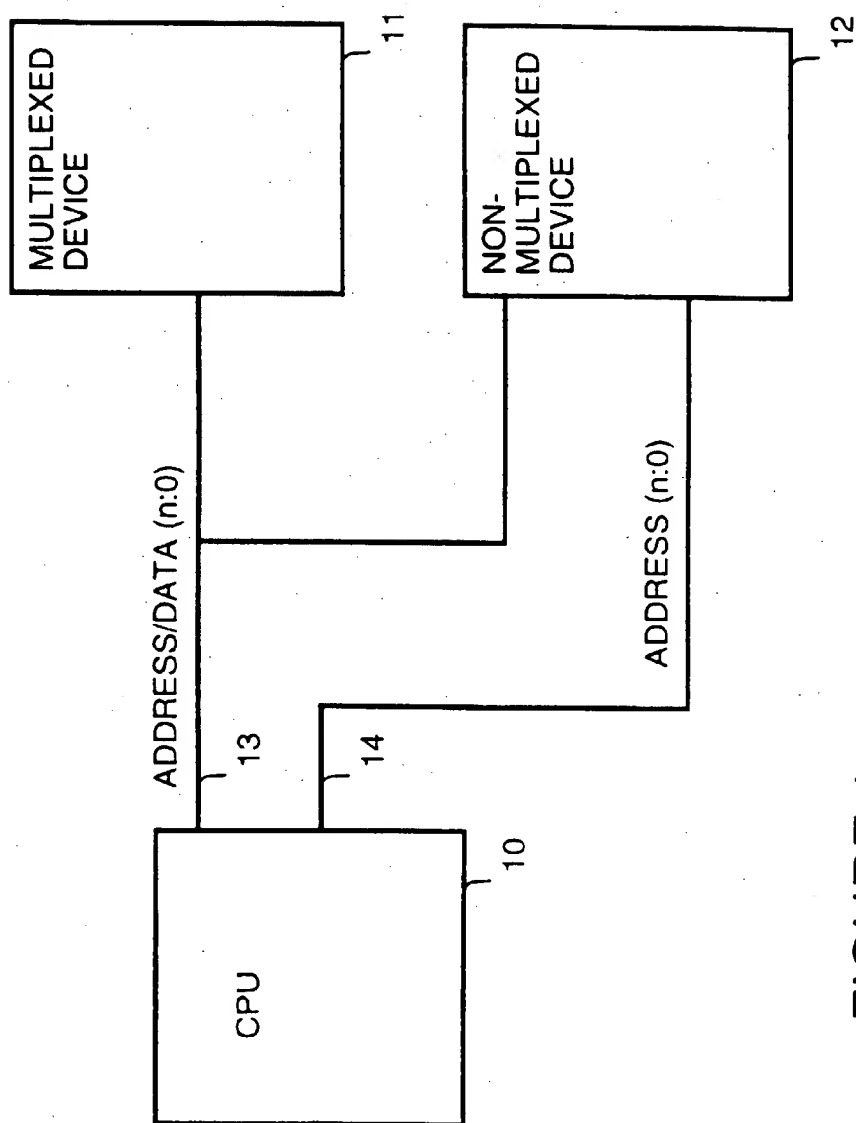 MULTIPLEXED
DEVICE
11
ADDRESS/DATA (n:0)
13
14
CPU
10
NON-
MULTIPLEXED
DEVICE
12
ADDRESS (n:0)